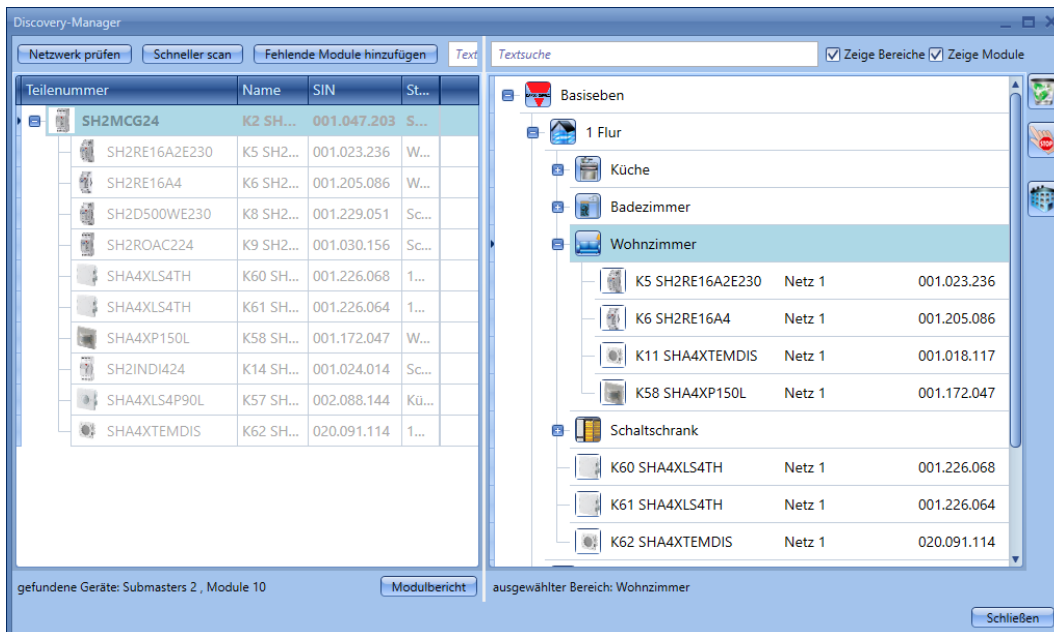 Discovery-Manager
Netzwerk prüfen Schneller scan Fehlende Module hinzufügen Text
Teilenummer Name SIN St...
SH2MCG24 K2 SH... 001.047.203 S...
SH2RE16A2E230 K5 SH2... 001.023.236 W...
SH2RE16A4 K6 SH2... 001.205.086 W...
SH2D500WE230 K8 SH2... 001.229.051 Sc...
SH2ROAC224 K9 SH2... 001.030.156 Sc...
SHA4XLS4TH K60 SH... 001.226.068 1...
SHA4XLS4TH K61 SH... 001.226.064 1...
SHA4XP150L K58 SH... 001.172.047 W...
SH2INDI424 K14 SH... 001.024.014 Sc...
SHA4XLS4P90L K57 SH... 002.088.144 Kü...
SHA4XTEMDIS K62 SH... 020.091.114 1...
gefundene Geräte: Submasters 2 , Module 10 Modulbericht
Textsuche Zeige Bereiche Zeige Module
Basiseben
1 Flur
Küche
Badezimmer
Wohnzimmer
K5 SH2RE16A2E230 Netz 1 001.023.236
K6 SH2RE16A4 Netz 1 001.205.086
K11 SHA4XTEMDIS Netz 1 001.018.117
K58 SHA4XP150L Netz 1 001.172.047
Schaltschrank
K60 SHA4XLS4TH Netz 1 001.226.068
K61 SHA4XLS4TH Netz 1 001.226.064
K62 SHA4XTEMDIS Netz 1 020.091.114
STOP
ausgewählter Bereich: Wohnzimmer
Schließen